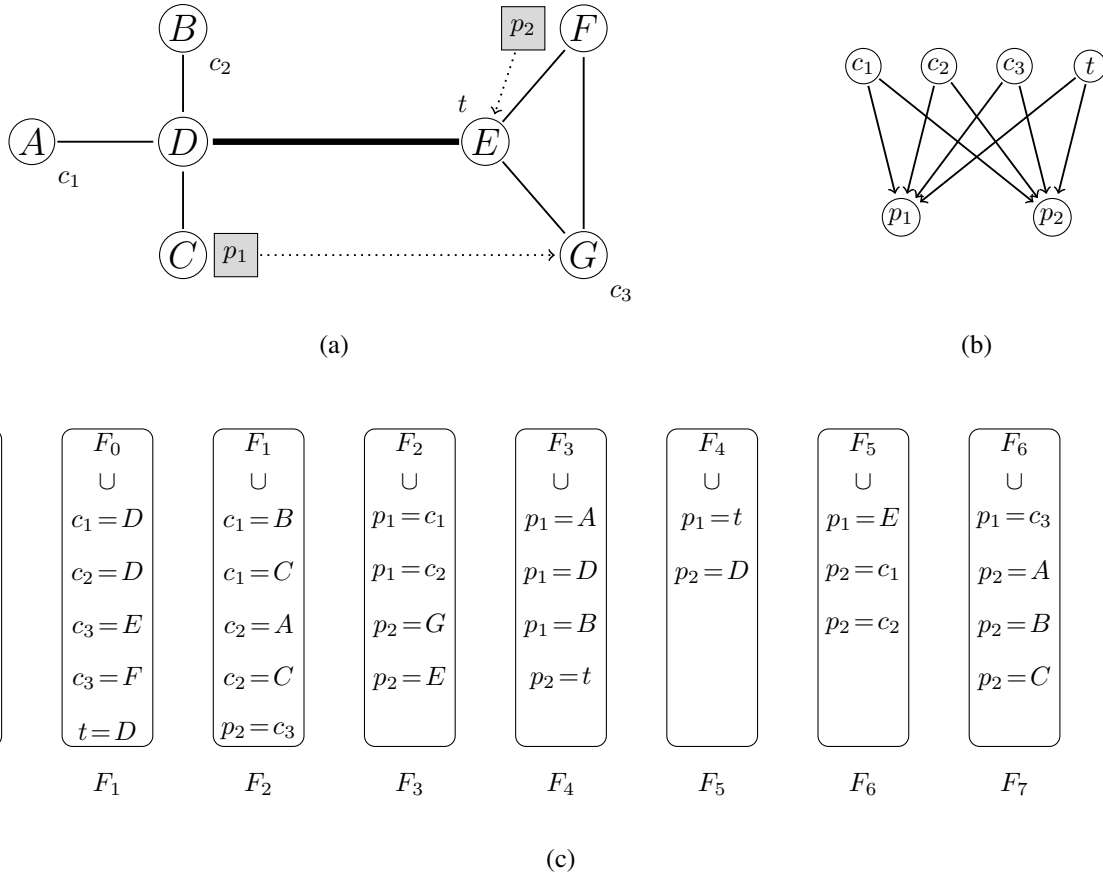 B
p₂
F
c₂
t
A
D
E
c₁
C
p₁
G
c₃
(a)
c₁ c₂ c₃ t
p₁ p₂
(b)
F₀ F₁ F₂ F₃ F₄ F₅ F₆
∪ ∪ ∪ ∪ ∪ ∪ ∪
c₁=D c₁=B p₁=c₁ p₁=A p₁=t p₁=E p₁=c₃
c₂=D c₁=C p₁=c₂ p₁=D p₂=D p₂=c₁ p₂=A
c₃=E c₂=A p₂=G p₁=B p₂=c₂ p₂=B
c₃=F c₂=C p₂=E p₂=t p₂=C
t=D p₂=c₃
F₁ F₂ F₃ F₄ F₅ F₆ F₇
(c)